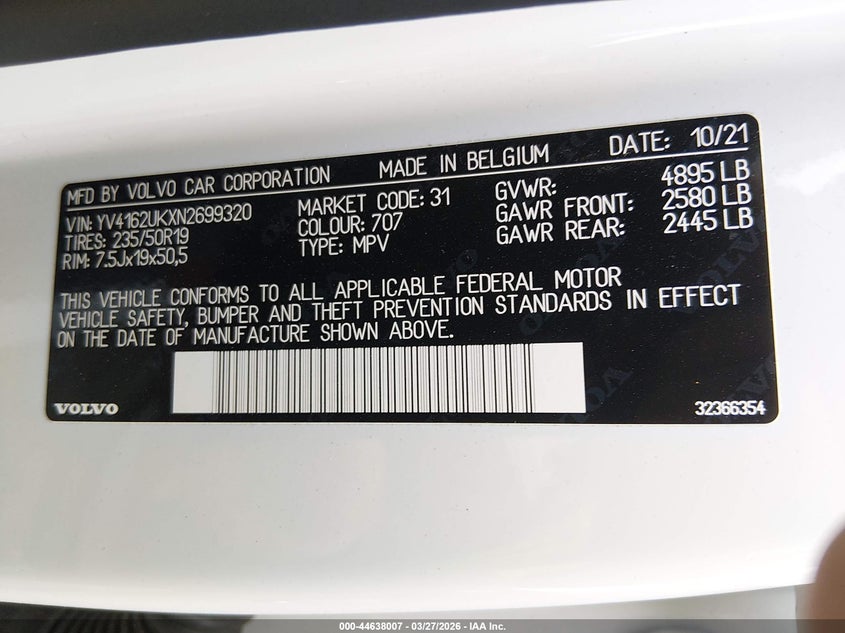 MFD BY VOLVO CAR CORPORATION MADE IN BELGIUM DATE: 10/21
VIN: YV4162UKXN2699320 MARKET CODE: 31 GVWR: 4895 LB
TIRES: 235/50R19 COLOUR: 707 GAWR FRONT: 2580 LB
RIM: 7.5Jx19x50,5 TYPE: MPV GAWR REAR: 2445 LB
THIS VEHICLE CONFORMS TO ALL APPLICABLE FEDERAL MOTOR
VEHICLE SAFETY, BUMPER AND THEFT PREVENTION STANDARDS IN EFFECT
ON THE DATE OF MANUFACTURE SHOWN ABOVE.
VOLVO 32366354
000-44638007 — 03/27/2026 — IAA Inc.